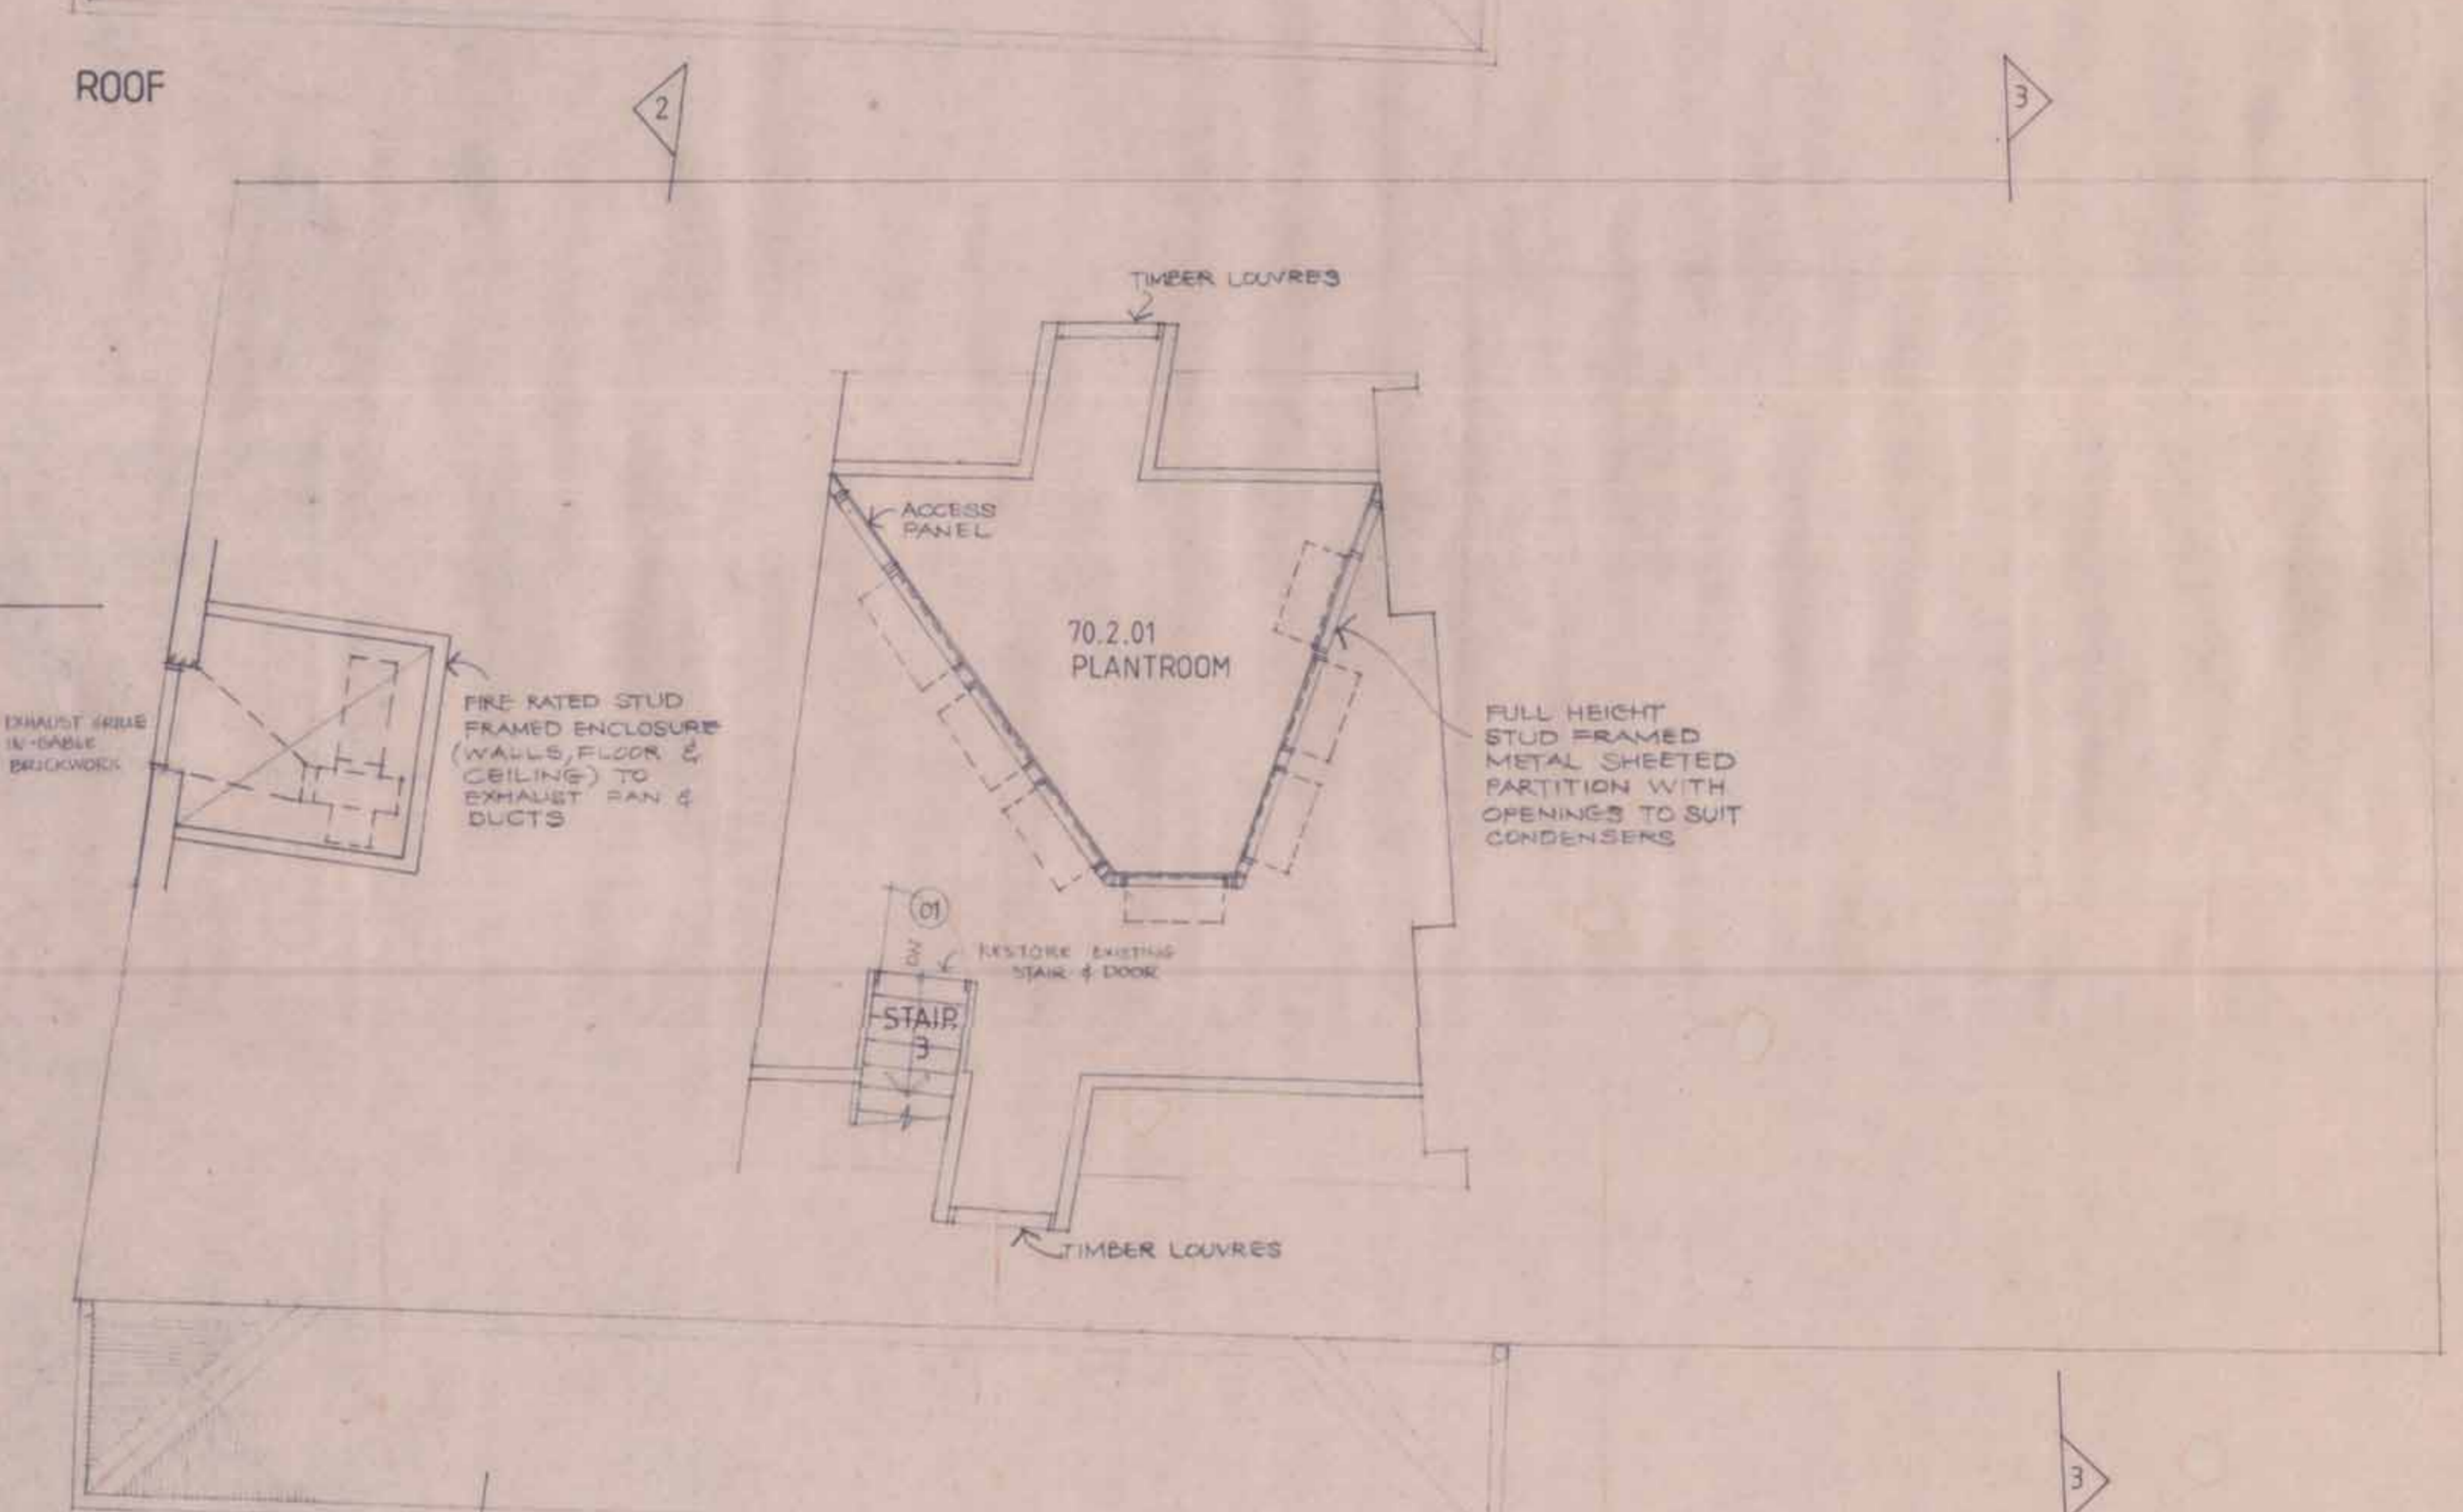 ROOF
2
3
TIMBER LOUVRES
ACCESS
PANEL
70.2.01
PLANTROOM
EXHAUST GRILLE
IN GABLE
BRICKWORK
FIRE RATED STUD
FRAMED ENCLOSURE
(WALLS, FLOOR &
CEILING) TO
EXHAUST FAN &
DUCTS
FULL HEIGHT
STUD FRAMED
METAL SHEETED
PARTITION WITH
OPENINGS TO SUIT
CONDENSERS
01
DN
RESTORE EXISTING
STAIR & DOOR
STAIR
3
TIMBER LOUVRES
3